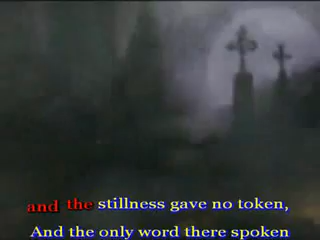 and the stillness gave no token,
And the only word there spoken